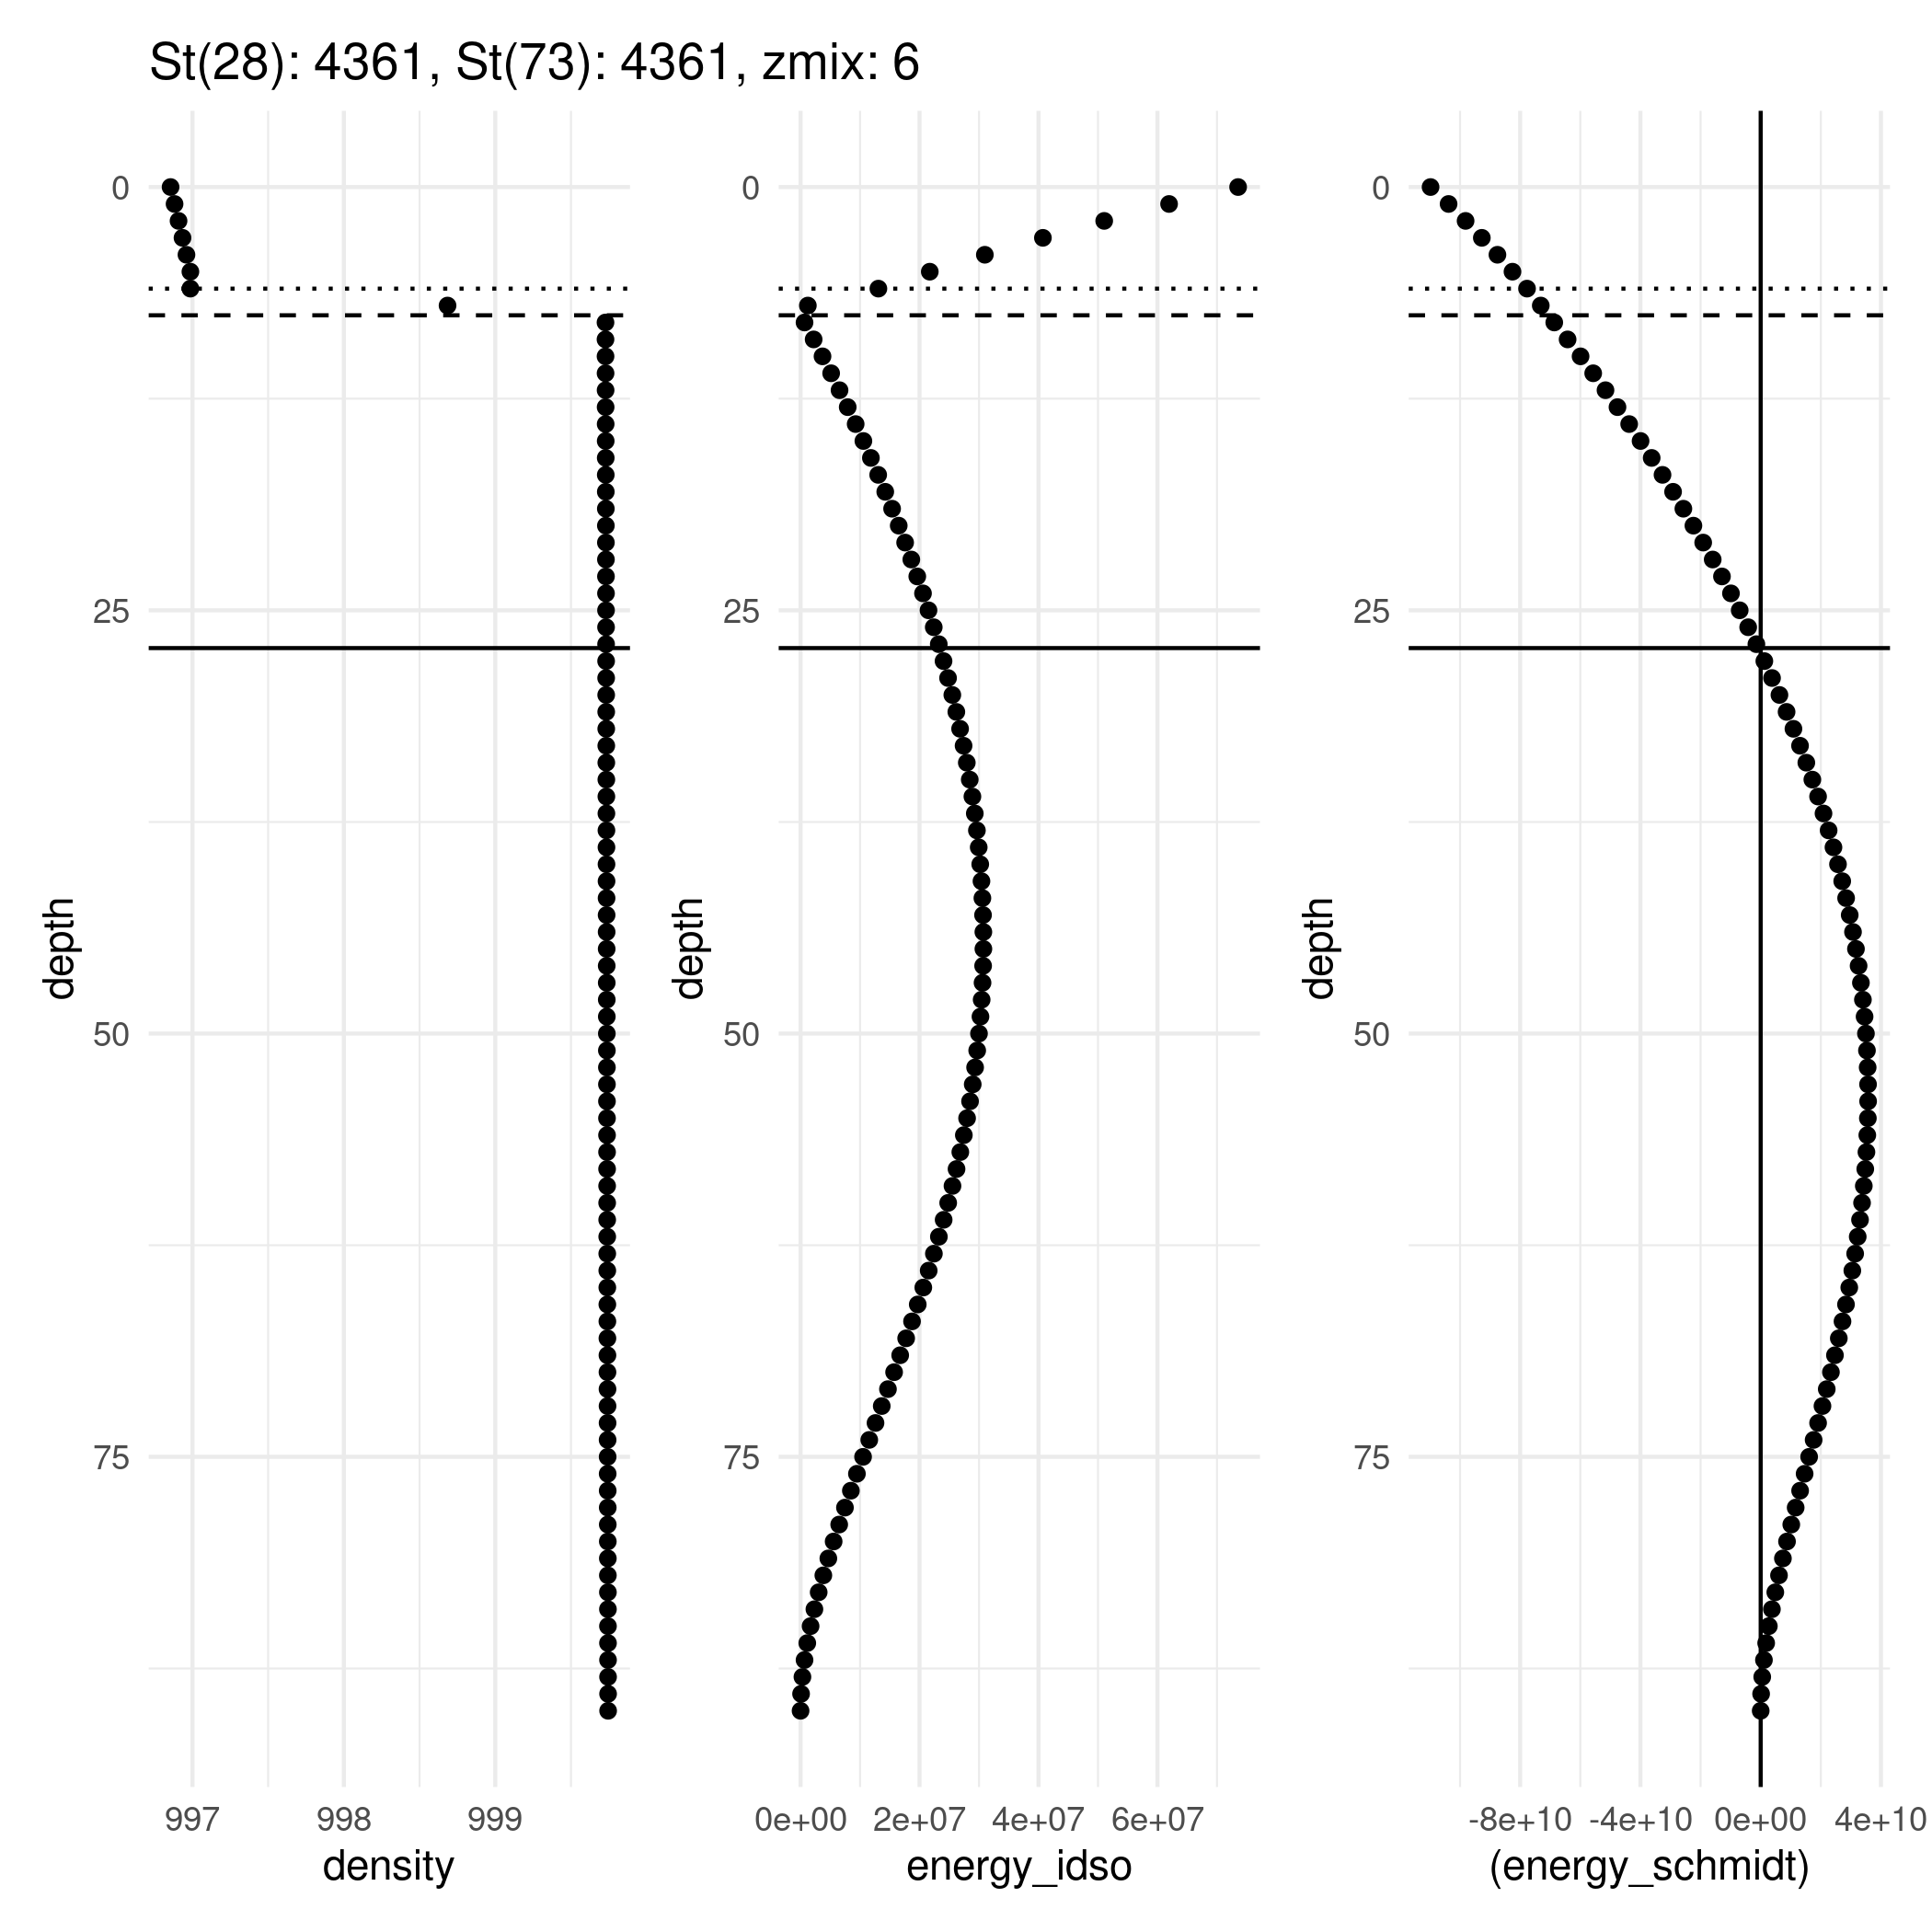 St(28): 4361, St(73): 4361, zmix: 6
0
25
50
75
depth
997 998 999
density
0
25
50
75
depth
0e+00 2e+07 4e+07 6e+07
energy_idso
0
25
50
75
depth
-8e+10 -4e+10 0e+00 4e+10
(energy_schmidt)